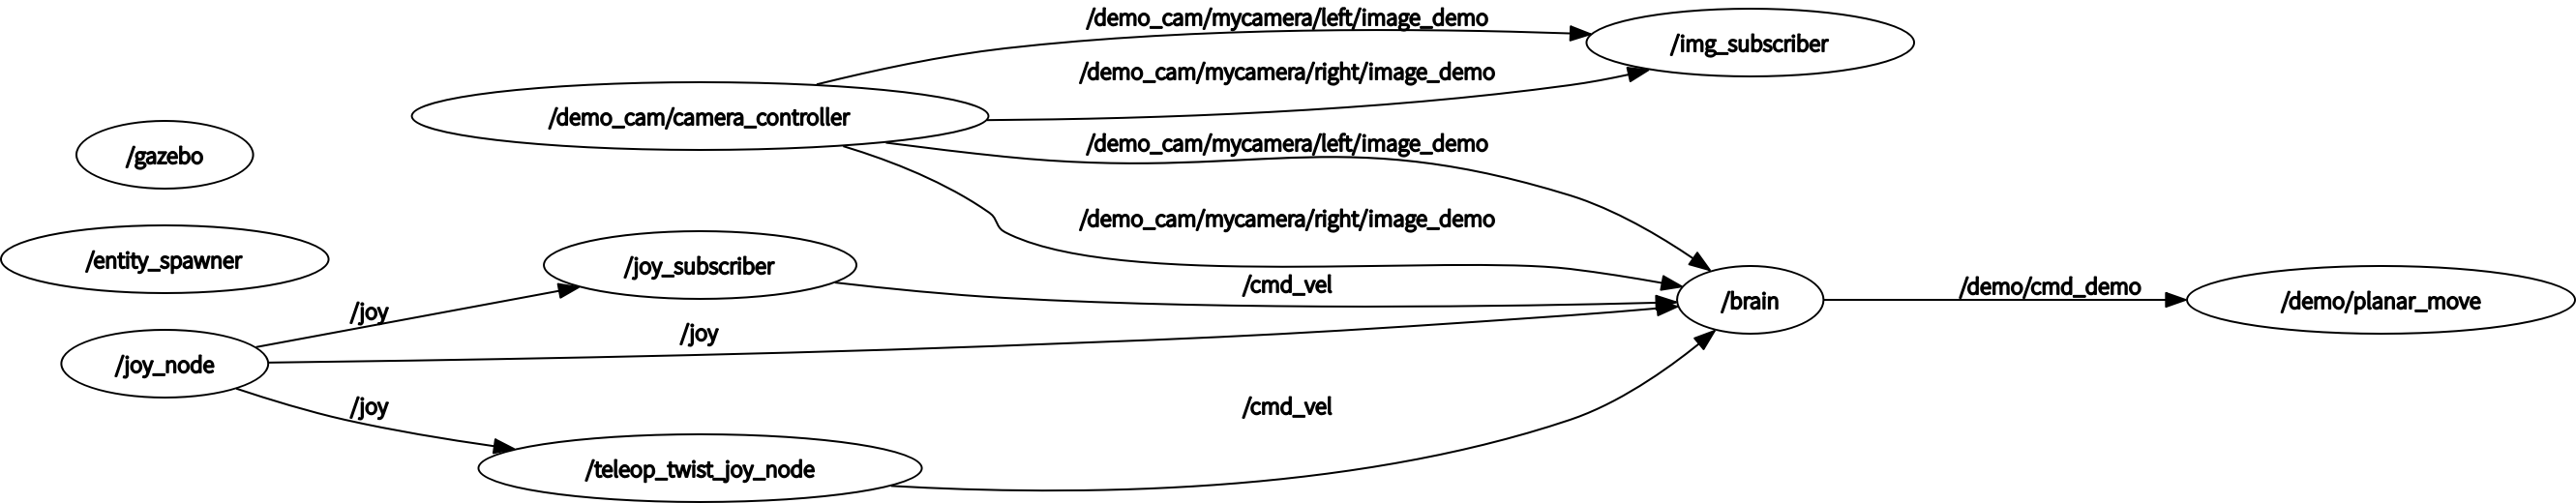 /demo_cam/mycamera/left/image_demo
/img_subscriber
/demo_cam/mycamera/right/image_demo
/demo_cam/camera_controller
/demo_cam/mycamera/left/image_demo
/gazebo
/demo_cam/mycamera/right/image_demo
/entity_spawner
/joy_subscriber
/cmd_vel
/demo/cmd_demo
/brain
/demo/planar_move
/joy
/joy
/joy_node
/joy
/cmd_vel
/teleop_twist_joy_node